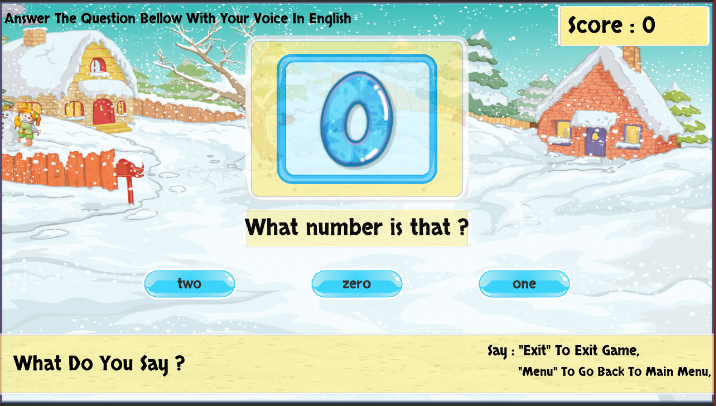 Answer The Question Bellow With Your Voice In English
Score : 0
0
What number is that ?
two
zero
one
What Do You Say ?
Say : "Exit" To Exit Game,
"Menu" To Go Back To Main Menu,